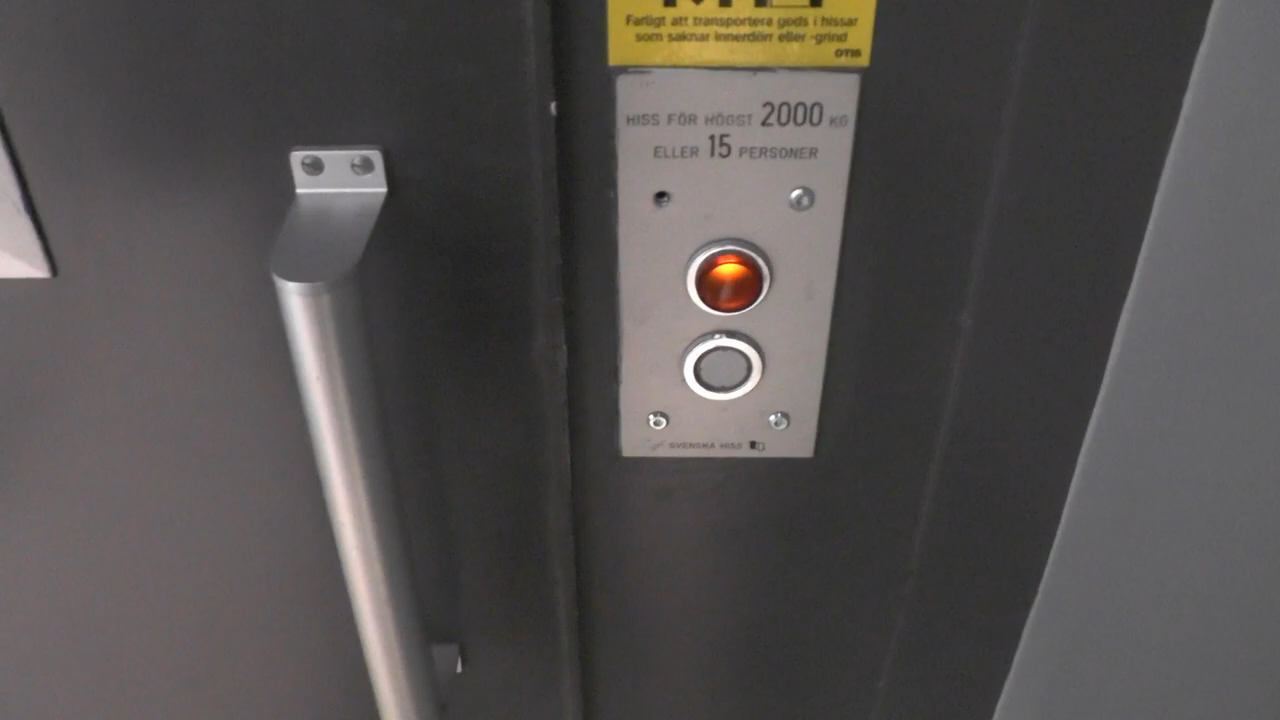 Farligt att transportera gods i hissar
som saknar innerdörr eller -grind
OTIS
HISS FÖR HÖGST 2000 KG
ELLER 15 PERSONER
SVENSKA HISS